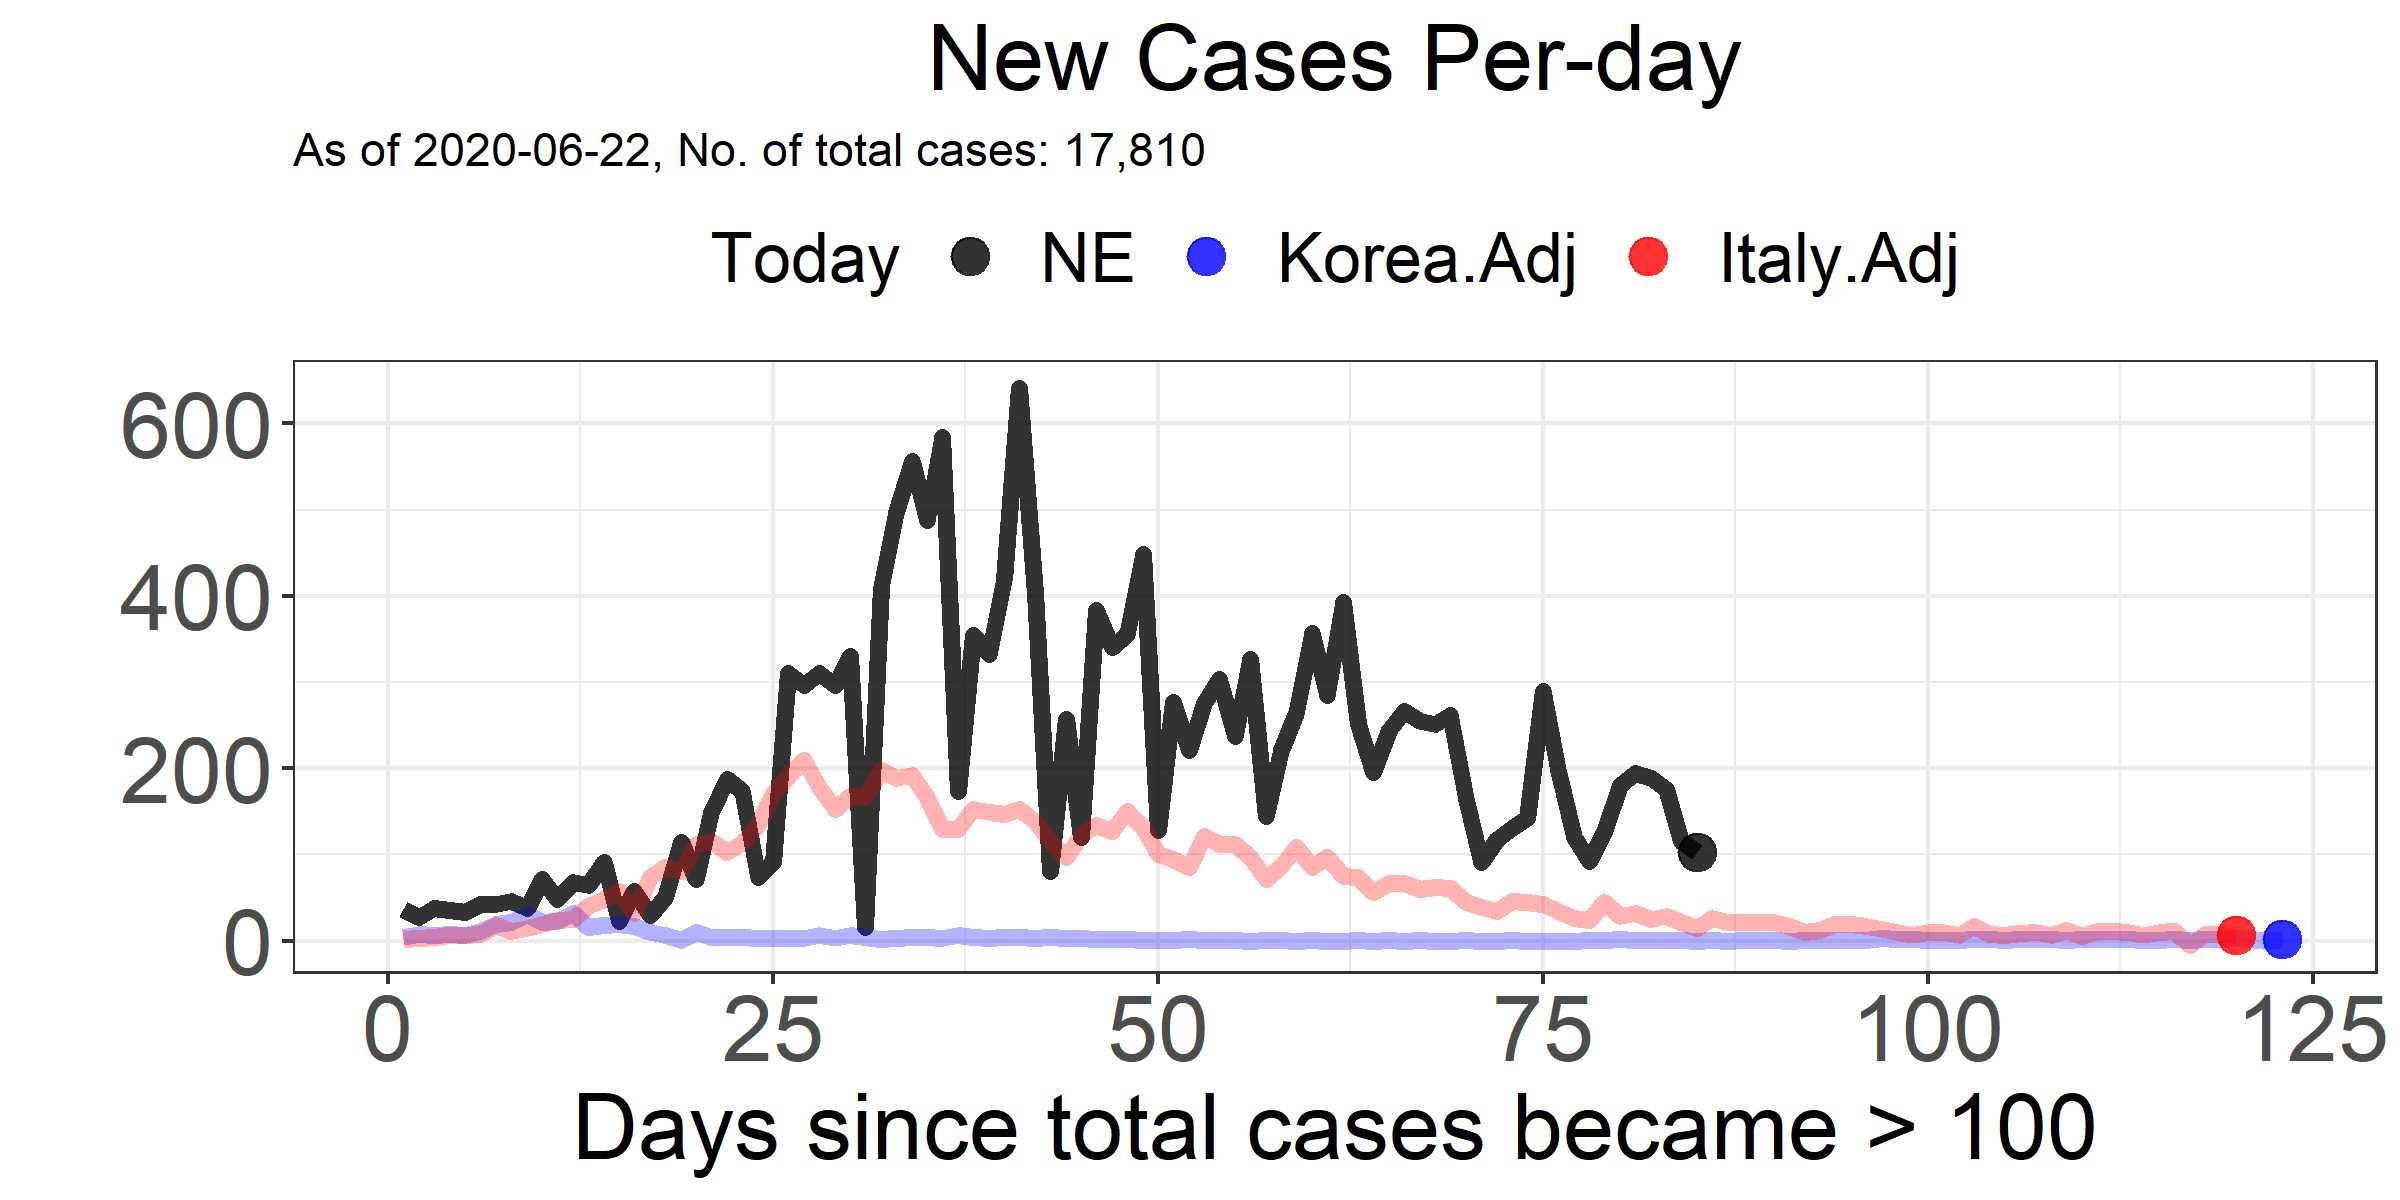 New Cases Per-day
As of 2020-06-22, No. of total cases: 17,810
Today NE Korea.Adj Italy.Adj
600
400
200
0
0 25 50 75 100 125
Days since total cases became > 100